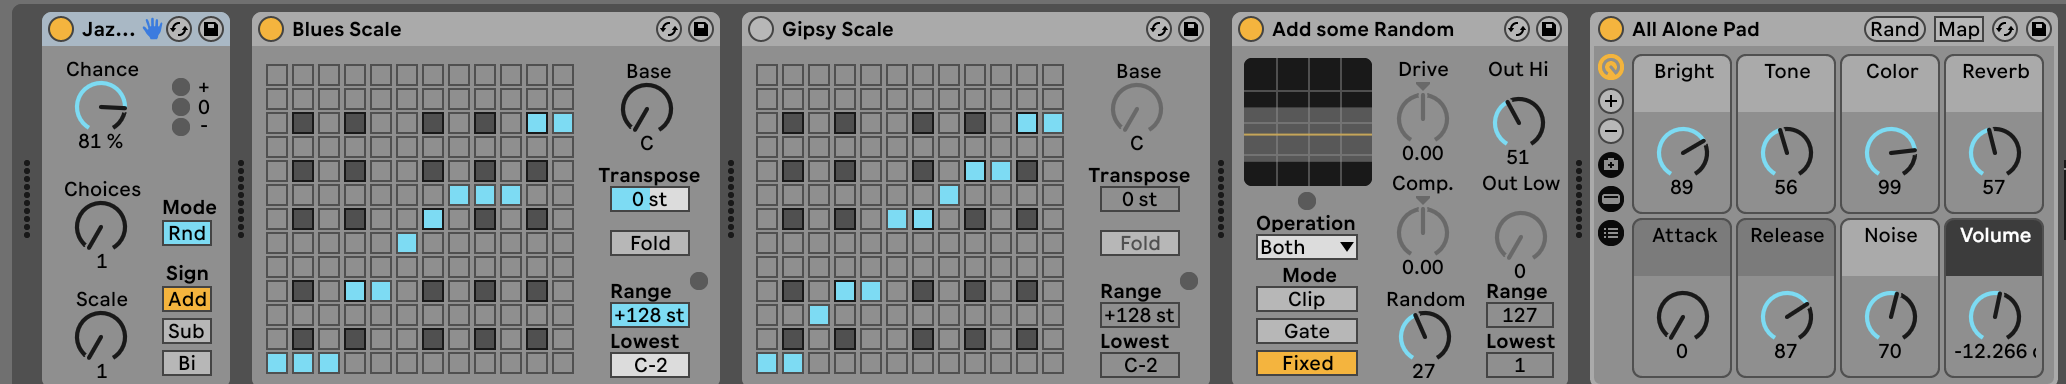 Jaz...
Chance
+
0
-
81 %
Choices
1
Mode
Rnd
Sign
Add
Sub
Bi
Scale
1
Blues Scale
Base
C
Transpose
0 st
Fold
Range
+128 st
Lowest
C-2
Gipsy Scale
Base
C
Transpose
0 st
Fold
Range
+128 st
Lowest
C-2
Add some Random
Operation
Both
Mode
Clip
Gate
Fixed
Drive
0.00
Comp.
0.00
Random
27
Out Hi
51
Out Low
0
Range
127
Lowest
1
All Alone Pad
Rand
Map
Bright
Tone
Color
Reverb
89
56
99
57
Attack
Release
Noise
Volume
0
87
70
-12.266